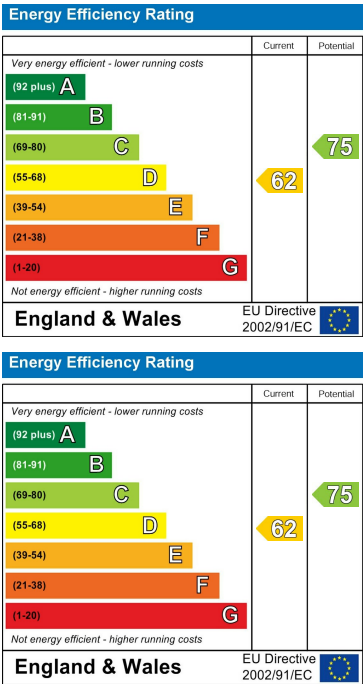 Energy Efficiency Rating
Current Potential
Very energy efficient - lower running costs
(92 plus) A
(81-91) B
(69-80) C 75
(55-68) D 62
(39-54) E
(21-38) F
(1-20) G
Not energy efficient - higher running costs
England & Wales EU Directive 2002/91/EC
Energy Efficiency Rating
Current Potential
Very energy efficient - lower running costs
(92 plus) A
(81-91) B
(69-80) C 75
(55-68) D 62
(39-54) E
(21-38) F
(1-20) G
Not energy efficient - higher running costs
England & Wales EU Directive 2002/91/EC